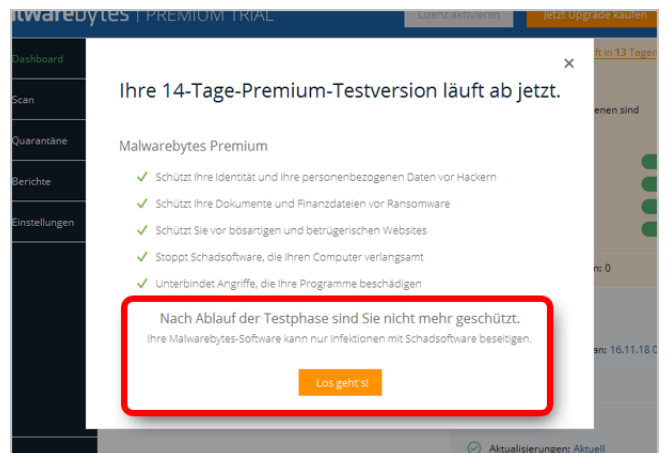 PREMIUM TRIAL
Lizenz aktivieren
Jetzt Upgrade kaufen
Dashboard
Scan
Quarantäne
Berichte
Einstellungen
ft in 13 Tagen
enen sind
Ihre 14-Tage-Premium-Testversion läuft ab jetzt.
Malwarebytes Premium
Schützt Ihre Identität und Ihre personenbezogenen Daten vor Hackern
Schützt Ihre Dokumente und Finanzdateien vor Ransomware
Schützt Sie vor bösartigen und betrügerischen Websites
Stoppt Schadsoftware, die Ihren Computer verlangsamt
Unterbindet Angriffe, die Ihre Programme beschädigen
n: 0
Nach Ablauf der Testphase sind Sie nicht mehr geschützt.
Ihre Malwarebytes-Software kann nur Infektionen mit Schadsoftware beseitigen.
an: 16.11.18
Los geht's!
Aktualisierungen: Aktuell